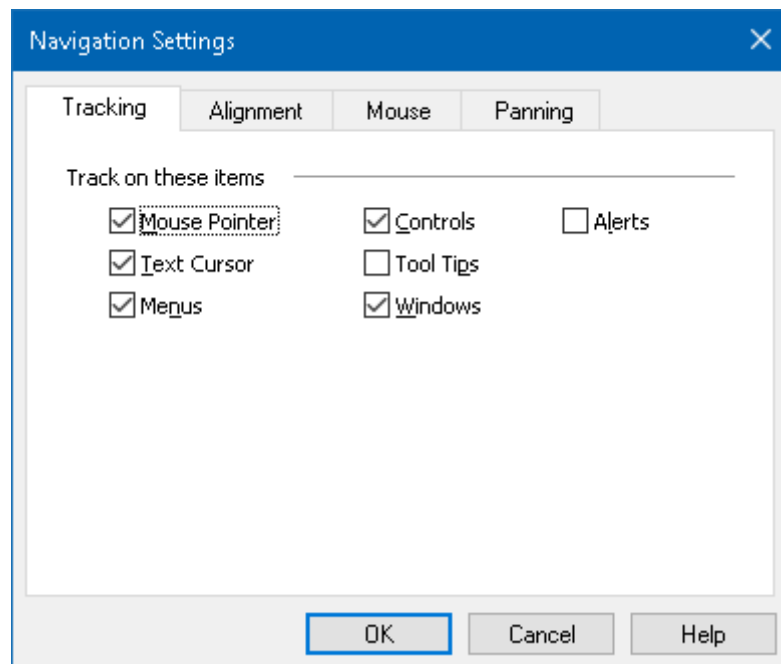 Navigation Settings
Tracking Alignment Mouse Panning
Track on these items
Mouse Pointer Controls Alerts
Text Cursor Tool Tips
Menus Windows
OK Cancel Help